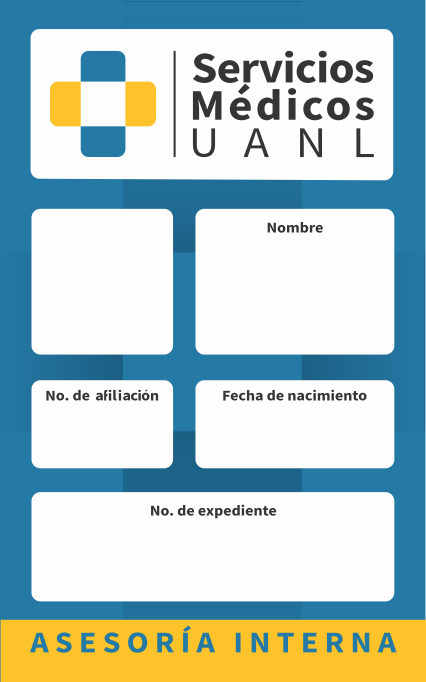 Servicios
Médicos
UANL
Nombre
No. de afiliación
Fecha de nacimiento
No. de expediente
ASESORÍA INTERNA